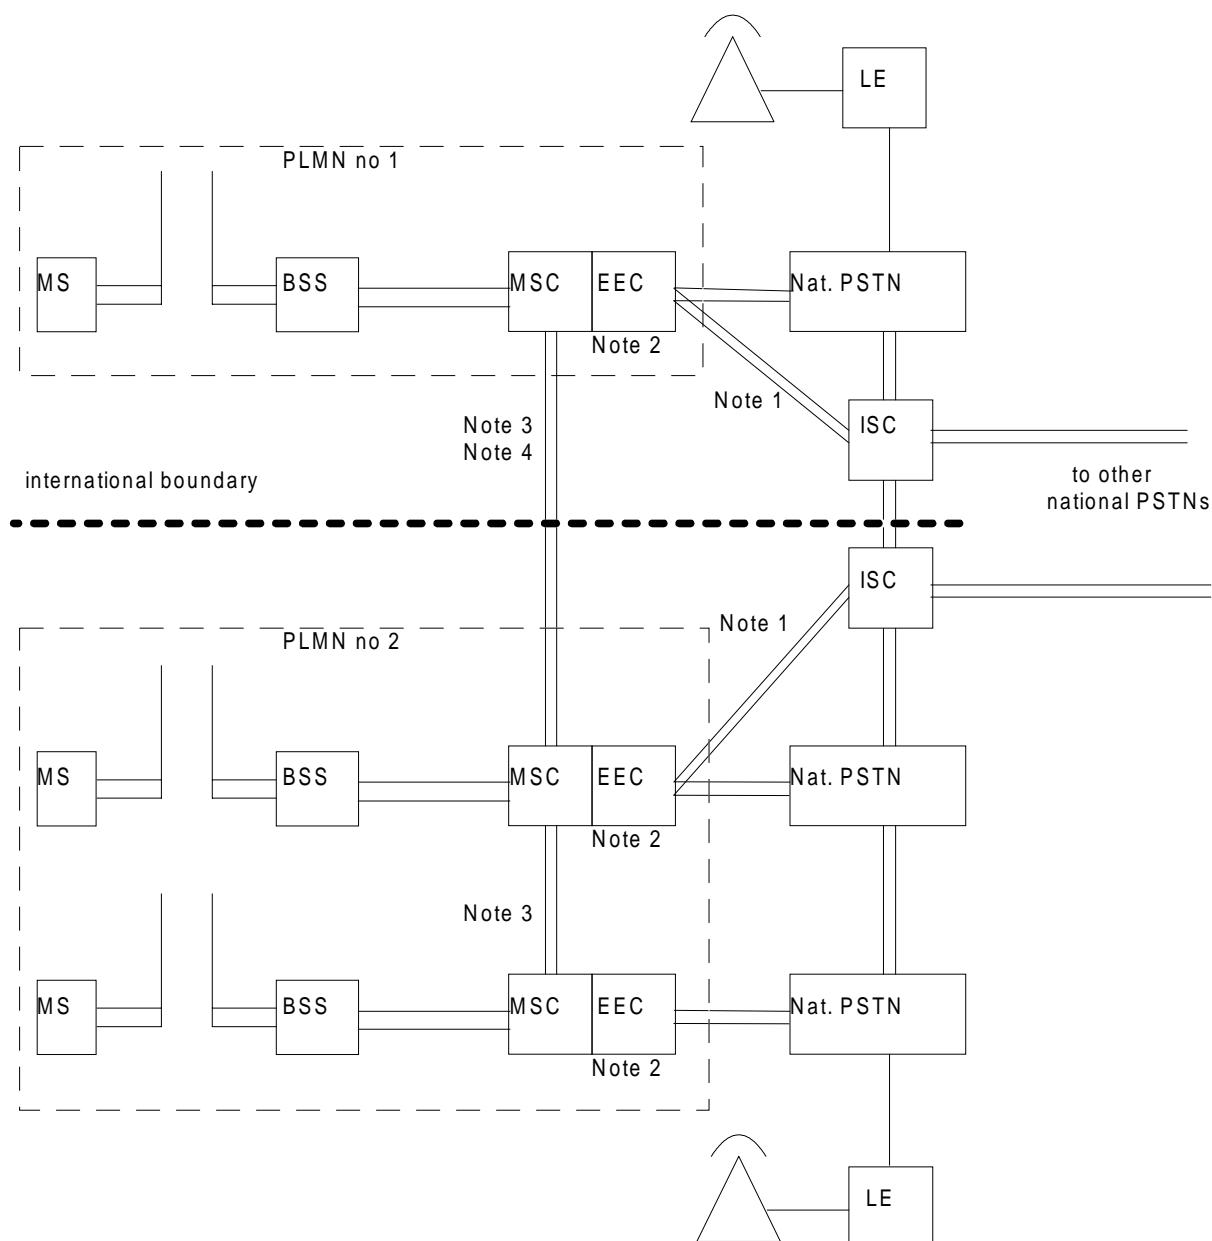 LE
PLMN no 1
MS
BSS
MSC
EEC
Nat. PSTN
Note 2
Note 1
ISC
Note 3
Note 4
to other
national PSTNs
international boundary
ISC
Note 1
PLMN no 2
MS
BSS
MSC
EEC
Nat. PSTN
Note 2
Note 3
MS
BSS
MSC
EEC
Nat. PSTN
Note 2
LE